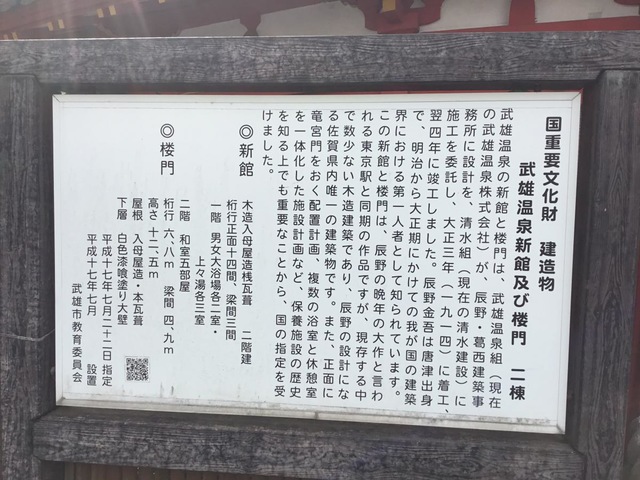 国重要文化財　建造物
武雄温泉新館及び楼門　二棟
武雄温泉の新館と楼門は、武雄温泉組（現在
の武雄温泉株式会社）が、辰野・葛西建築事
務所に設計を、清水組（現在の清水建設）に
施工を委託し、大正三年（一九一四）に着工、
翌四年に竣工しました。辰野金吾は唐津出身
で、明治から大正期にかけての我が国の建築
界における第一人者として知られています。
この新館と楼門は、辰野の晩年の大作と言わ
れる東京駅と同期の作品ですが、現存する中
で数少ない木造建築であり、辰野の設計にな
る佐賀県内唯一の建築物です。また、正面に
竜宮門をおく配置計画、複数の浴室と休憩室
を一体化した施設計画など、保養施設の歴史
を知る上でも重要なことから、国の指定を受
けました。
◎新館　木造入母屋造桟瓦葺　二階建
桁行正面十四間、梁間三間
一階　男女大浴場各二室・
上々湯各三室
二階　和室五部屋
◎楼門　桁行　六、八ｍ　梁間　四、九ｍ
高さ　十二、五ｍ
屋根　入母屋造・本瓦葺
下層　白色漆喰塗り大壁
平成十七年七月二十二日指定
平成十七年七月　設置
武雄市教育委員会